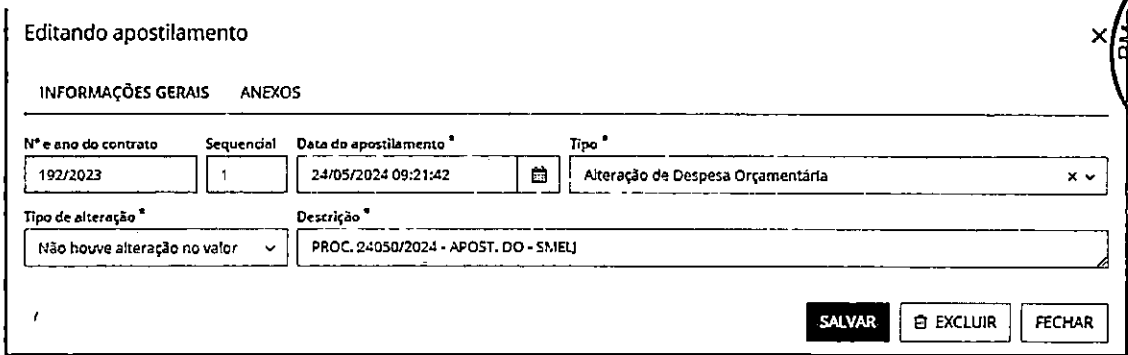 Editando apostilamento
INFORMAÇÕES GERAIS ANEXOS
Nº e ano do contrato Sequencial Data do apostilamento * Tipo *
192/2023 1 24/05/2024 09:21:42 Alteração de Despesa Orçamentária
Tipo de alteração * Descrição *
Não houve alteração no valor PROC. 24050/2024 - APOST. DO - SMELJ
SALVAR EXCLUIR FECHAR